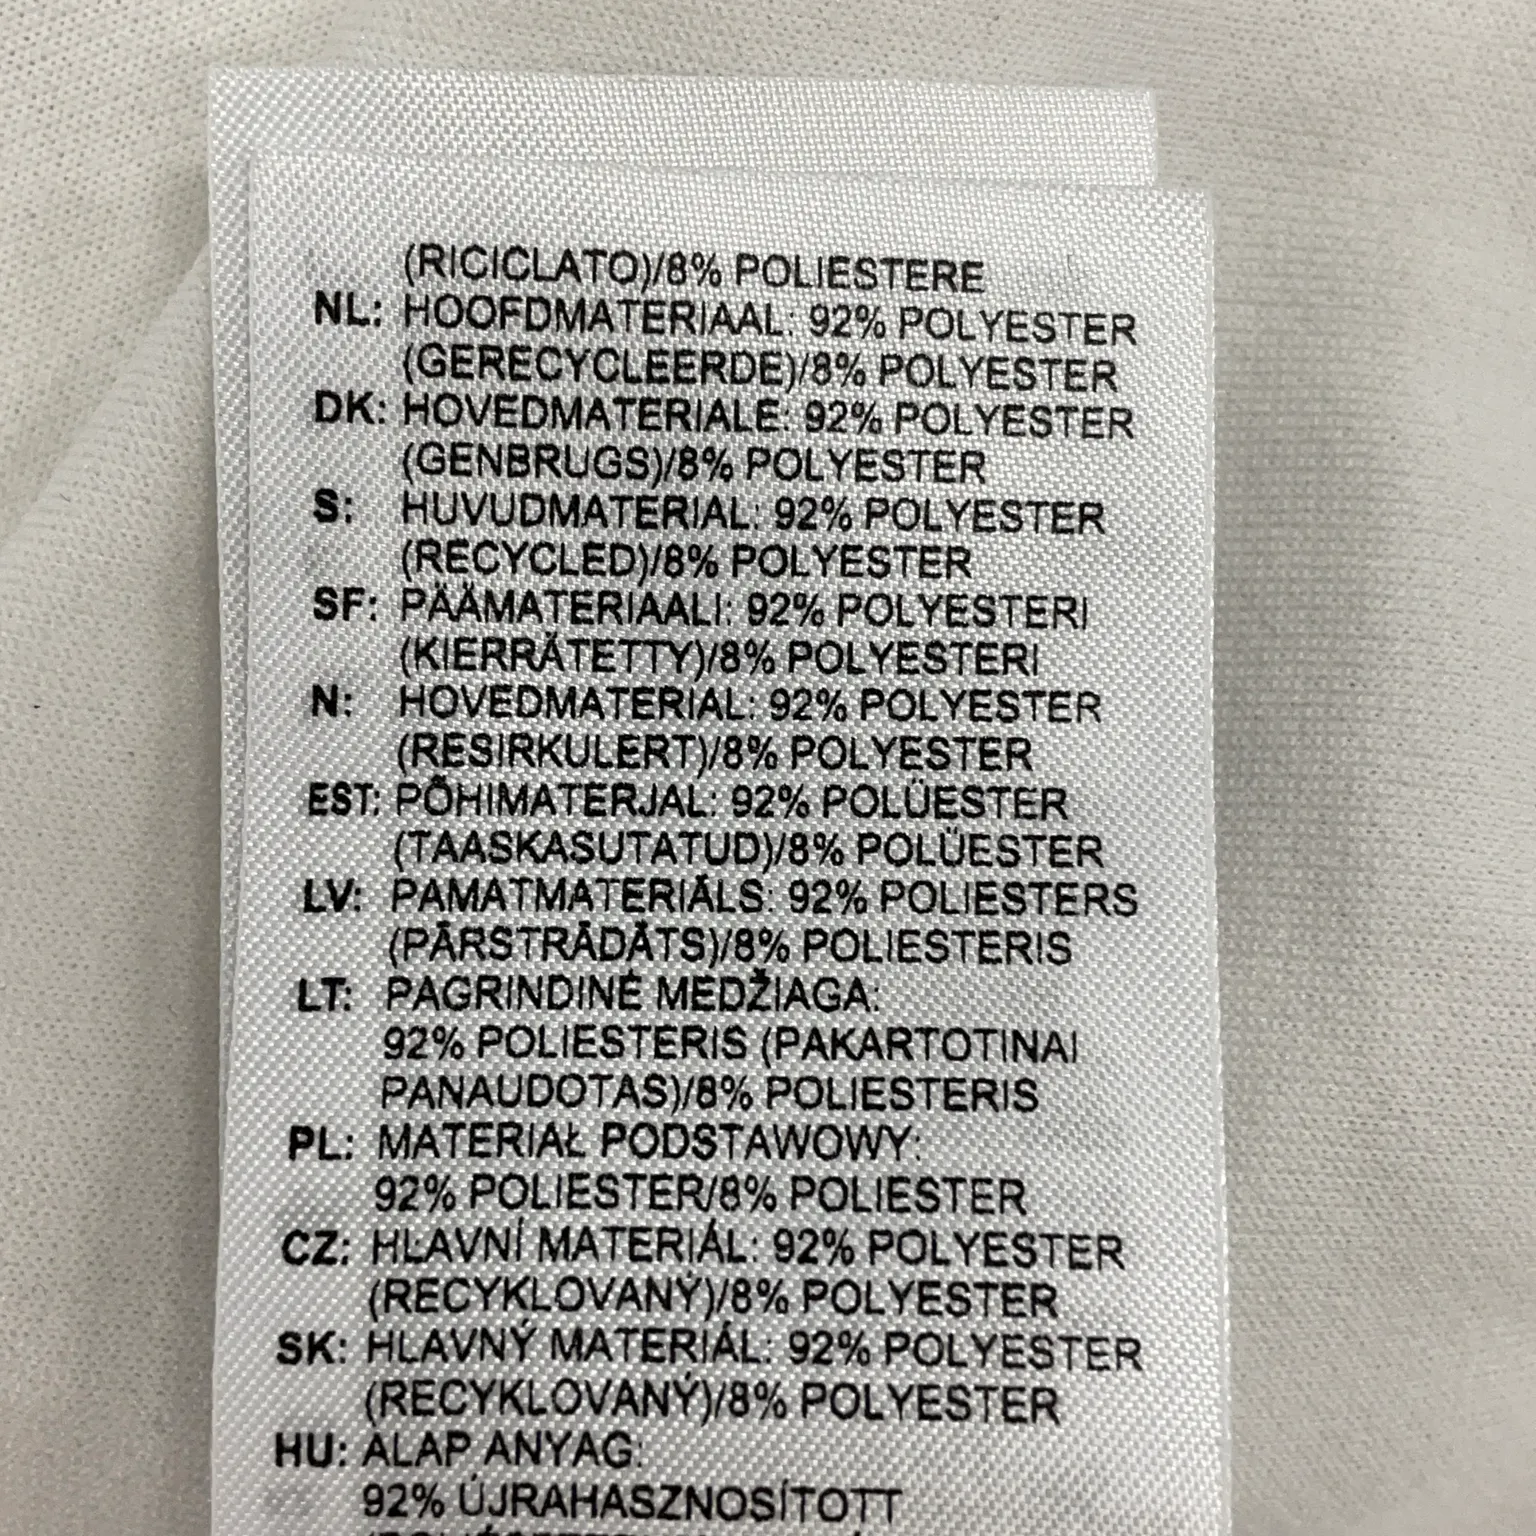 (RICICLATO)/8% POLIESTERE
NL: HOOFDMATERIAAL: 92% POLYESTER
(GERECYCLEERDE)/8% POLYESTER
DK: HOVEDMATERIALE: 92% POLYESTER
(GENBRUGS)/8% POLYESTER
S: HUVUDMATERIAL: 92% POLYESTER
(RECYCLED)/8% POLYESTER
SF: PÄÄMATERIAALI: 92% POLYESTERI
(KIERRÄTETTY)/8% POLYESTERI
N: HOVEDMATERIAL: 92% POLYESTER
(RESIRKULERT)/8% POLYESTER
EST: PÕHIMATERJAL: 92% POLÜESTER
(TAASKASUTATUD)/8% POLÜESTER
LV: PAMATMATERIĀLS: 92% POLIESTERS
(PĀRSTRĀDĀTS)/8% POLIESTERIS
LT: PAGRINDINĖ MEDŽIAGA:
92% POLIESTERIS (PAKARTOTINAI
PANAUDOTAS)/8% POLIESTERIS
PL: MATERIAŁ PODSTAWOWY:
92% POLIESTER/8% POLIESTER
CZ: HLAVNÍ MATERIÁL: 92% POLYESTER
(RECYKLOVANÝ)/8% POLYESTER
SK: HLAVNÝ MATERIÁL: 92% POLYESTER
(RECYKLOVANÝ)/8% POLYESTER
HU: ALAP ANYAG:
92% ÚJRAHASZNOSÍTOTT